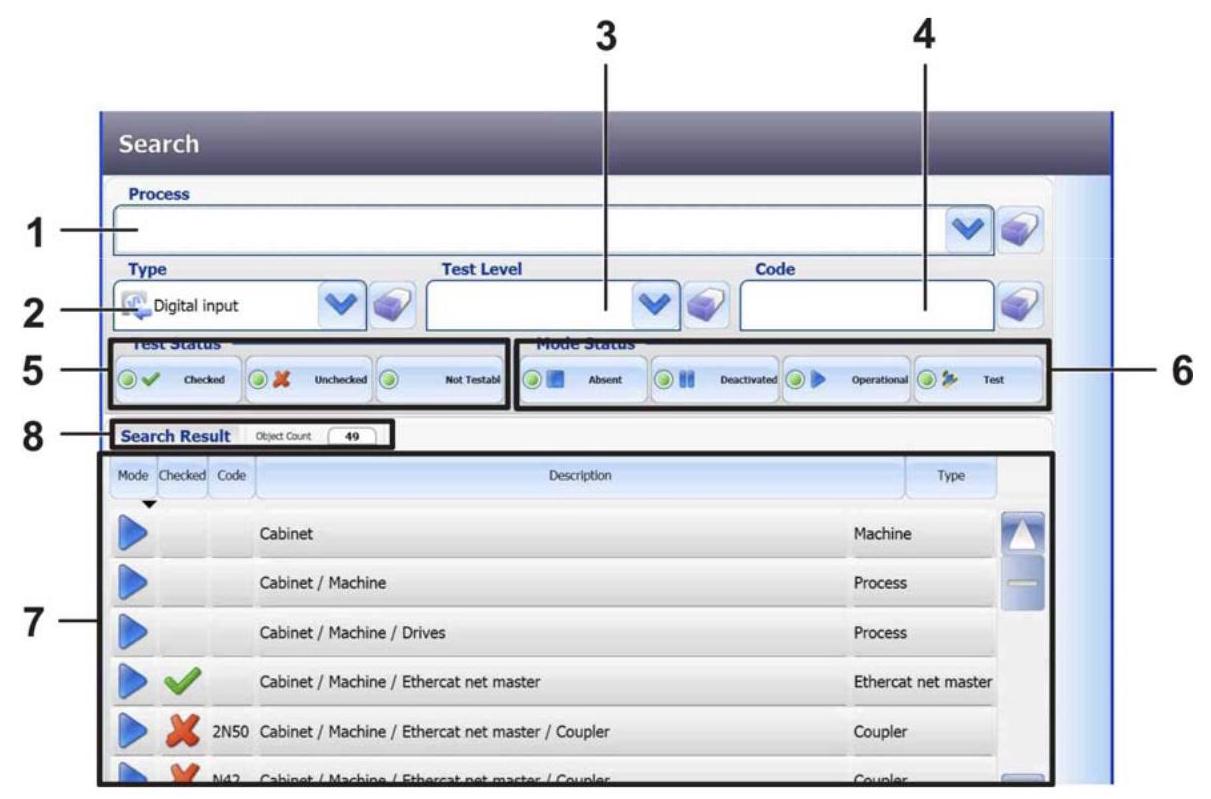 3 4
Search
Process
1
Type Test Level Code
2 Digital input
Test Status Mode Status
5 Checked Unchecked Not Testabl Absent Deactivated Operational Test 6
8 Search Result Object Count 49
Mode Checked Code Description Type
Cabinet Machine
Cabinet / Machine Process
7 Cabinet / Machine / Drives Process
Cabinet / Machine / Ethercat net master Ethercat net master
2N50 Cabinet / Machine / Ethercat net master / Coupler Coupler
N42 Cabinet / Machine / Ethercat net master / Coupler Coupler